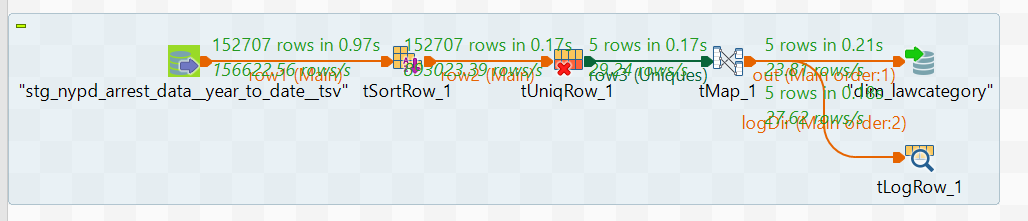 152707 rows in 0.97s
156622.56 rows/s
row1 (Main)
"stg_nypd_arrest_data__year_to_date__tsv"
tSortRow_1
152707 rows in 0.17s
893023.39 rows/s
row2 (Main)
tUniqRow_1
5 rows in 0.17s
29.24 rows/s
row3 (Uniques)
tMap_1
5 rows in 0.21s
23.81 rows/s
out (Main order:1)
"dim_lawcategory"
5 rows in 0.18s
27.62 rows/s
logDir (Main order:2)
tLogRow_1